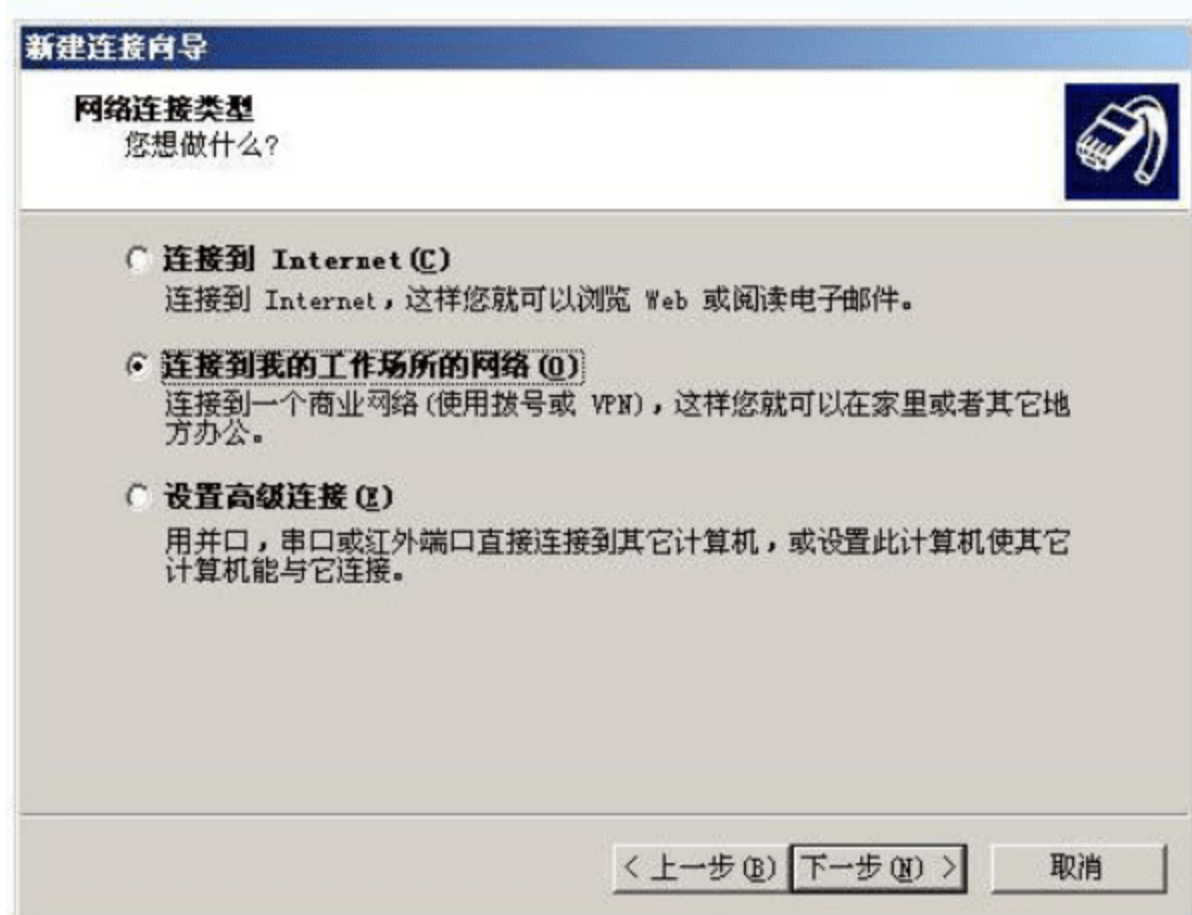 新建连接向导
网络连接类型
您想做什么?
连接到 Internet(C)
连接到 Internet，这样您就可以浏览 Web 或阅读电子邮件。
连接到我的工作场所的网络(O)
连接到一个商业网络(使用拨号或 VPN)，这样您就可以在家里或者其它地
方办公。
设置高级连接(E)
用并口，串口或红外端口直接连接到其它计算机，或设置此计算机使其它
计算机能与它连接。
< 上一步(B) 下一步(N) > 取消